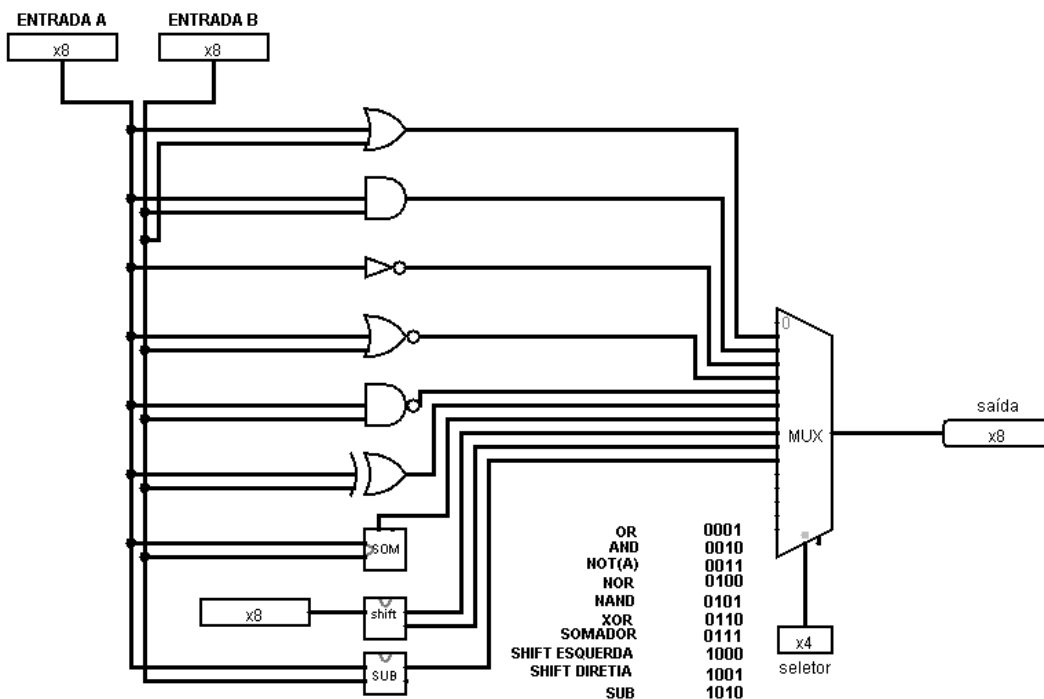 ENTRADA A
ENTRADA B
x8
x8
0
MUX
saída
x8
SOM
shift
x8
SUB
OR 0001
AND 0010
NOT(A) 0011
NOR 0100
NAND 0101
XOR 0110
SOMADOR 0111
SHIFT ESQUERDA 1000
SHIFT DIRETIA 1001
SUB 1010
x4
seletor